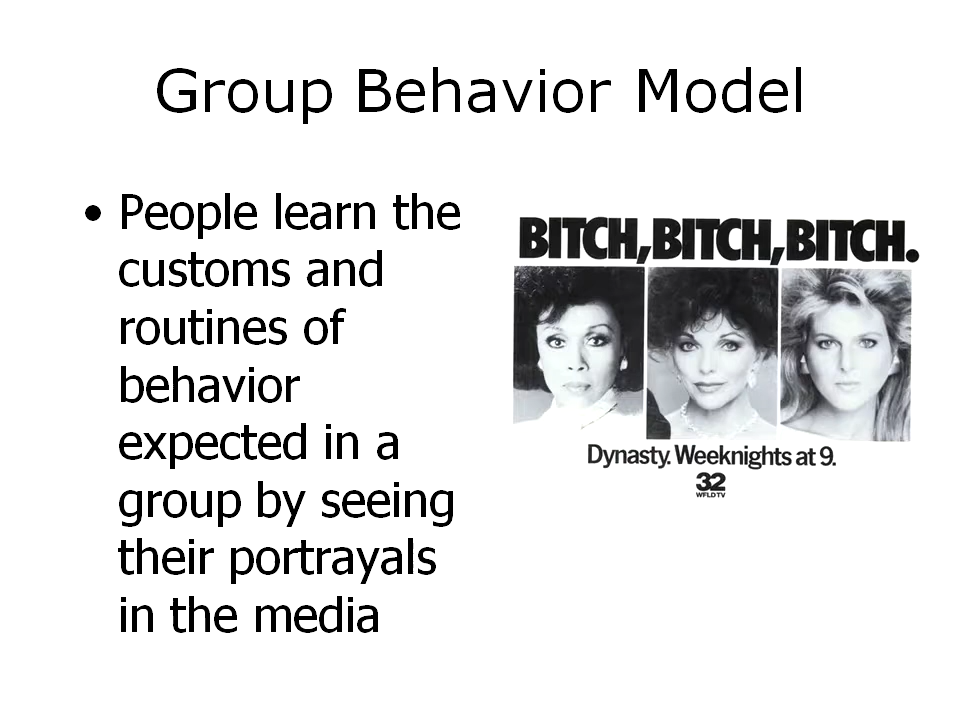 Group Behavior Model
• People learn the
customs and
routines of
behavior
expected in a
group by seeing
their portrayals
in the media
BITCH,BITCH,BITCH.
Dynasty. Weeknights at 9.
32
WFLD TV